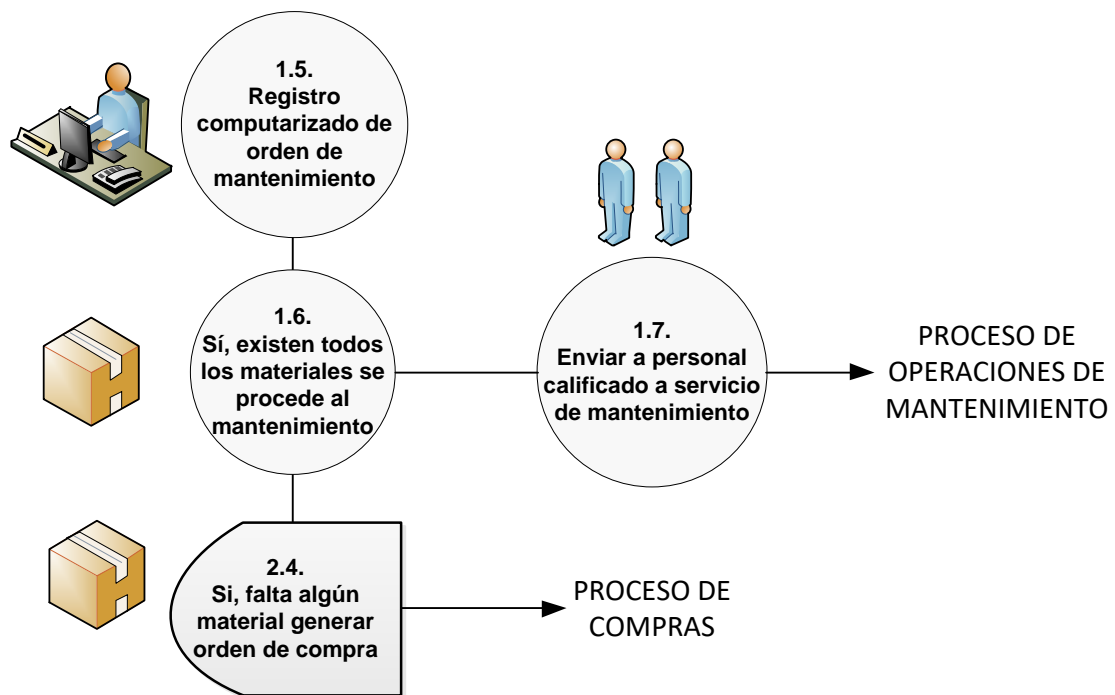 1.5.
Registro
computarizado de
orden de
mantenimiento
1.6.
Sí, existen todos
los materiales se
procede al
mantenimiento
1.7.
Enviar a personal
calificado a servicio
de mantenimiento
PROCESO DE
OPERACIONES DE
MANTENIMIENTO
2.4.
Si, falta algún
material generar
orden de compra
PROCESO DE
COMPRAS